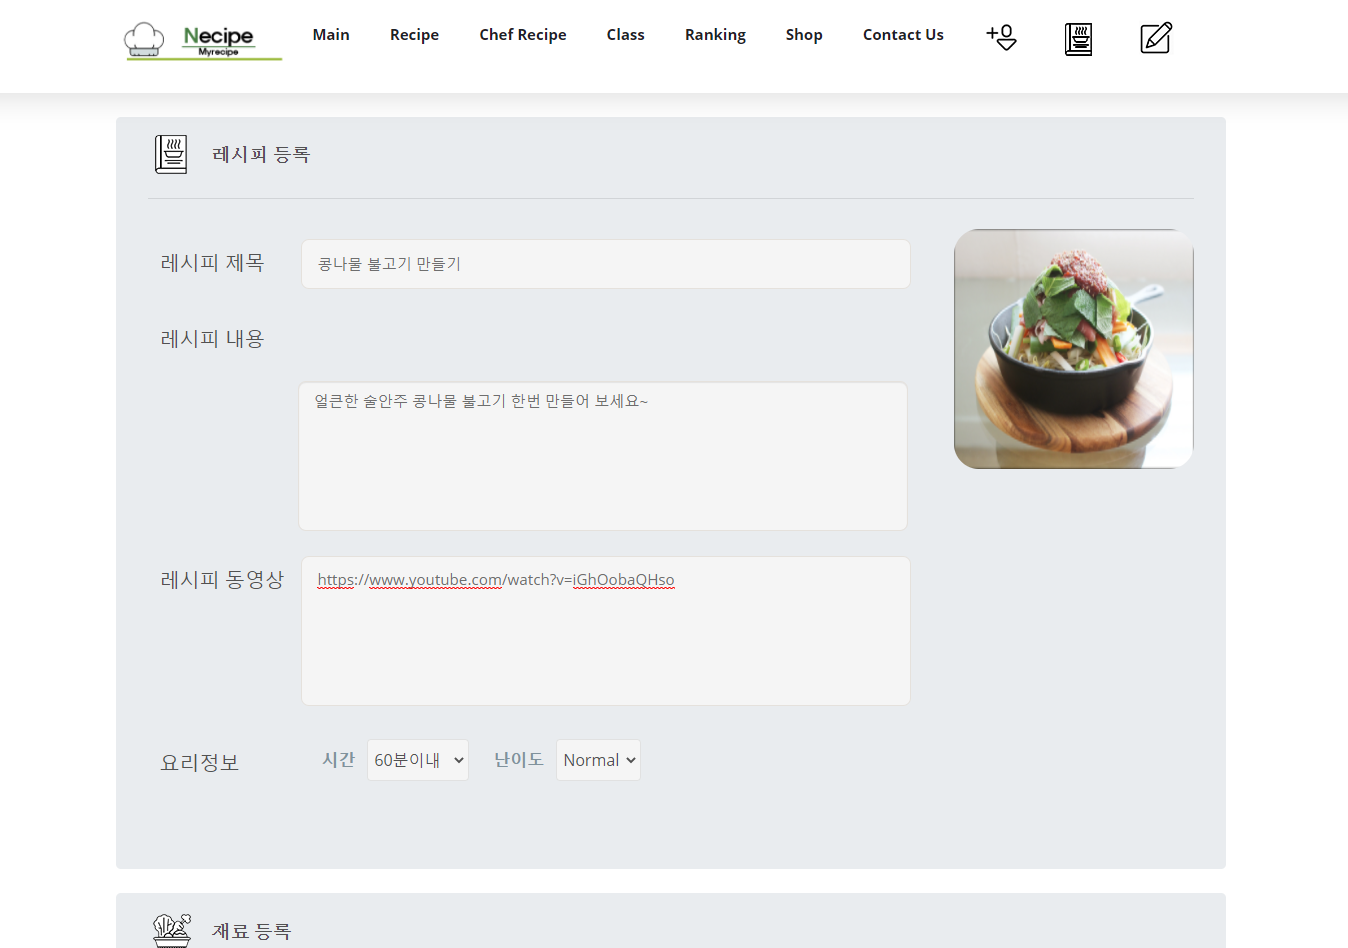 Necipe
Myrecipe
Main
Recipe
Chef Recipe
Class
Ranking
Shop
Contact Us
레시피 등록
레시피 제목
콩나물 불고기 만들기
레시피 내용
얼큰한 술안주 콩나물 불고기 한번 만들어 보세요~
레시피 동영상
https://www.youtube.com/watch?v=iGhOobaQHso
요리정보
시간
60분이내
난이도
Normal
재료 등록